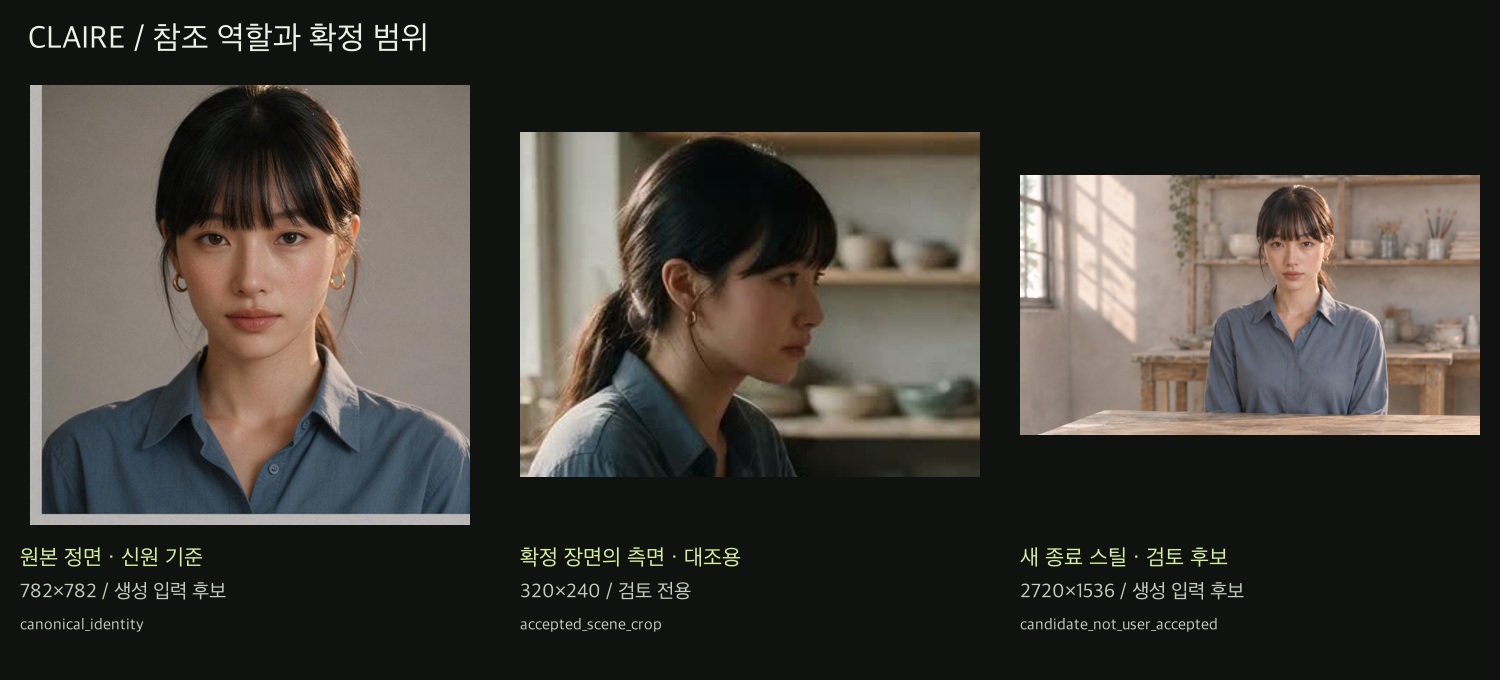 CLAIRE / 참조 역할과 확정 범위
원본 정면 · 신원 기준
782×782 / 생성 입력 후보
canonical_identity
확정 장면의 측면 · 대조용
320×240 / 검토 전용
accepted_scene_crop
새 종료 스틸 · 검토 후보
2720×1536 / 생성 입력 후보
candidate_not_user_accepted